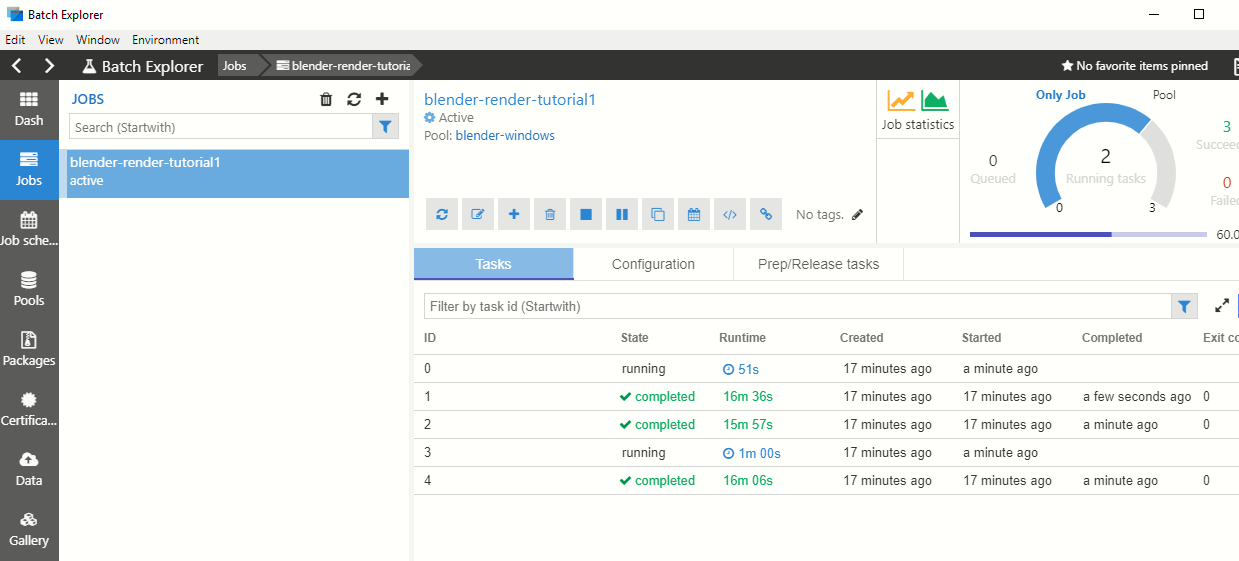 Batch Explorer
Edit View Window Environment
Batch Explorer Jobs blender-render-tutoria
No favorite items pinned
Dash
Jobs
Job sche...
Pools
Packages
Certifica...
Data
Gallery
JOBS
Search (Startwith)
blender-render-tutorial1
active
blender-render-tutorial1
Active
Pool: blender-windows
No tags.
Job statistics
Only Job Pool
0
Queued
2
Running tasks
0 3
3
Succee
0
Faile
60.0
Tasks Configuration Prep/Release tasks
Filter by task id (Startwith)
ID State Runtime Created Started Completed Exit co
0 running 51s 17 minutes ago a minute ago
1 completed 16m 36s 17 minutes ago 17 minutes ago a few seconds ago 0
2 completed 15m 57s 17 minutes ago 17 minutes ago a minute ago 0
3 running 1m 00s 17 minutes ago a minute ago
4 completed 16m 06s 17 minutes ago 17 minutes ago a minute ago 0